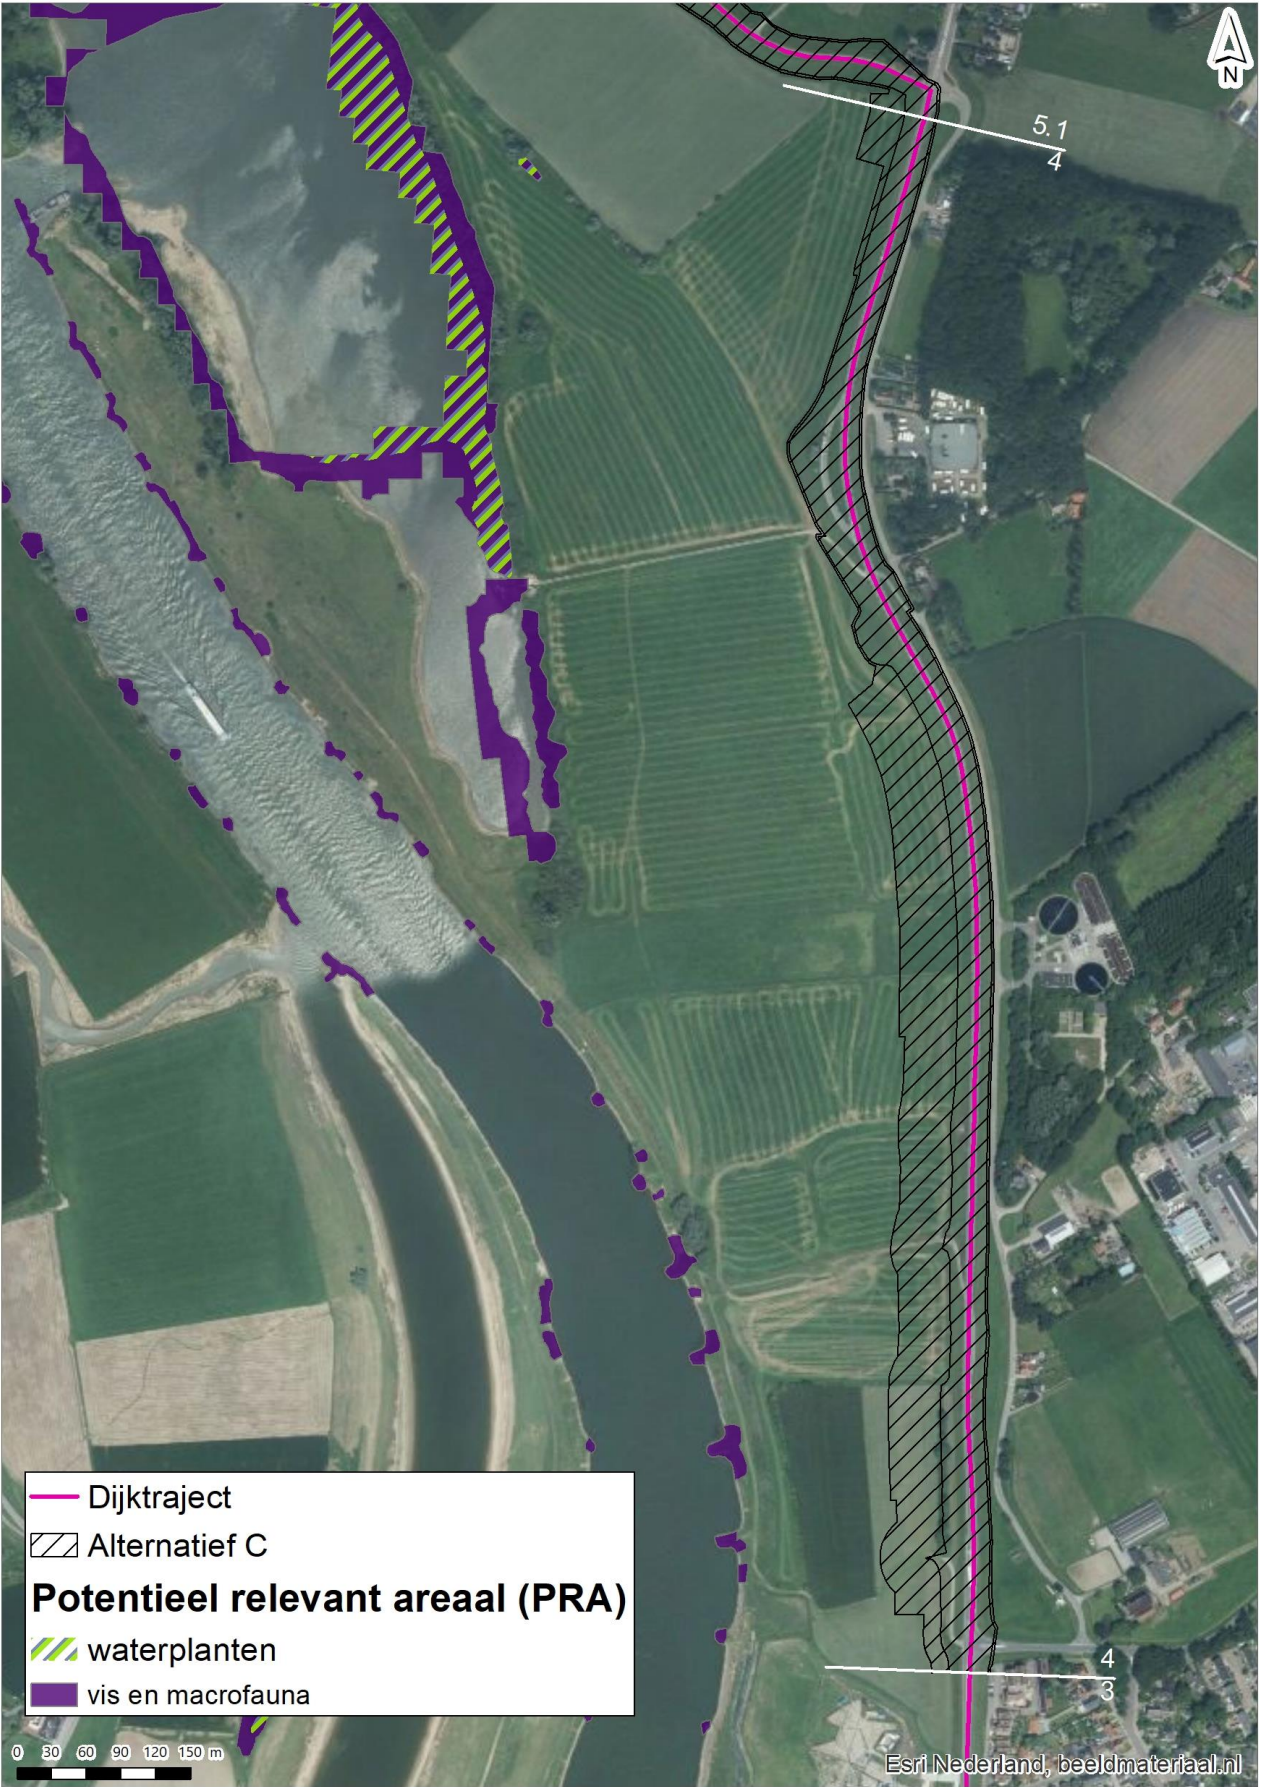 N
5.1
4
4
3
Dijktraject
Alternatief C
Potentieel relevant areaal (PRA)
waterplanten
vis en macrofauna
0 30 60 90 120 150 m
Esri Nederland, beeldmateriaal.nl